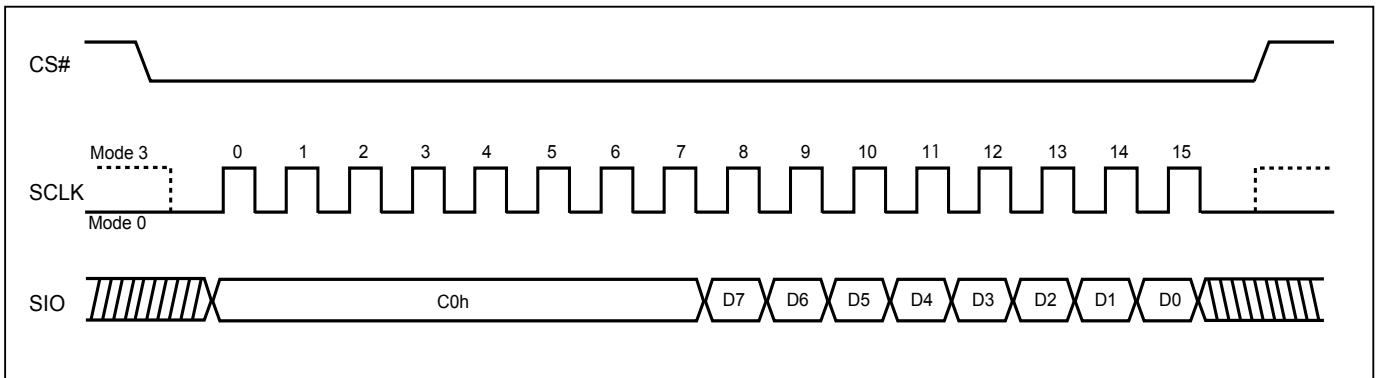 CS#
Mode 3 0 1 2 3 4 5 6 7 8 9 10 11 12 13 14 15
SCLK
Mode 0
SIO C0h D7 D6 D5 D4 D3 D2 D1 D0